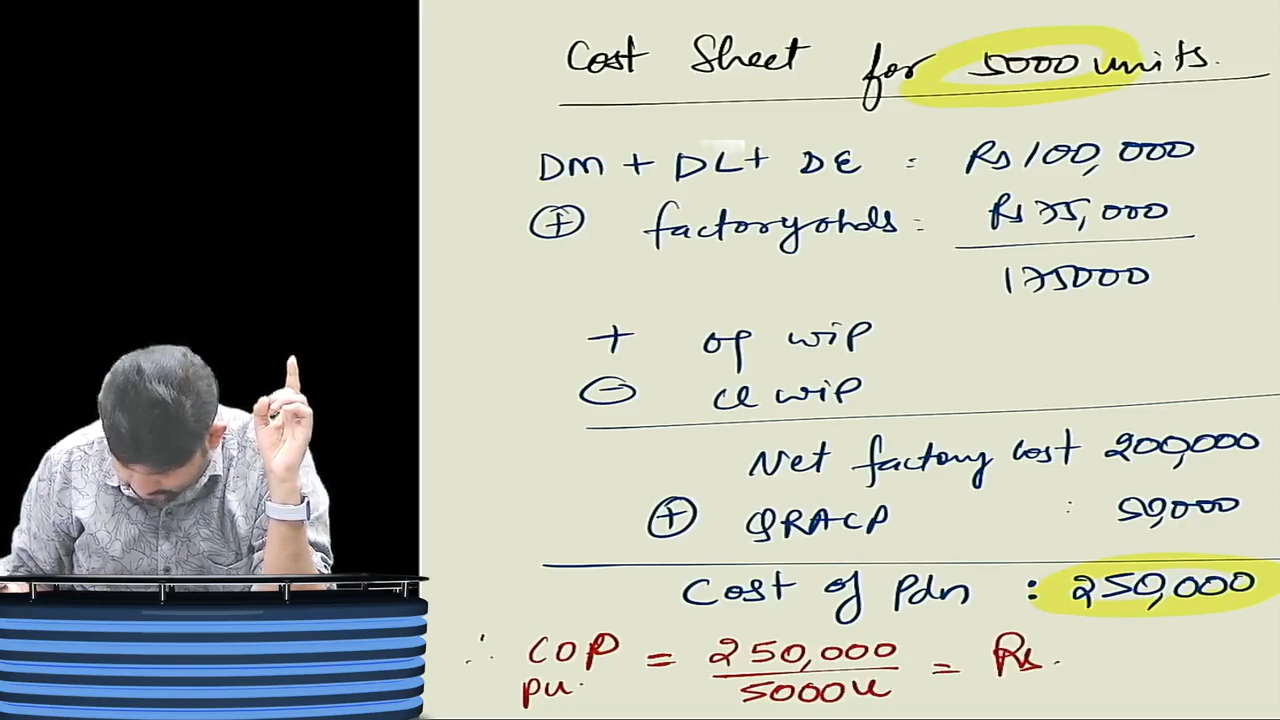 Cost Sheet for 5000 units.
DM + DL + DE : Rs 100,000
+ factory ohds : Rs 75,000
175000
+ op wip
- cl wip
Net factory cost 200,000
+ QRACP : 50,000
Cost of Pdn : 250,000
∴ COP pu. = 250,000 / 5000u = Rs.